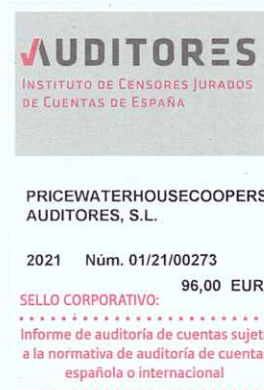 AUDITORES
INSTITUTO DE CENSORES JURADOS
DE CUENTAS DE ESPAÑA
PRICEWATERHOUSECOOPERS
AUDITORES, S.L.
2021 Núm. 01/21/00273
96,00 EUR
SELLO CORPORATIVO:
Informe de auditoría de cuentas sujet
a la normativa de auditoría de cuenta
española o internacional